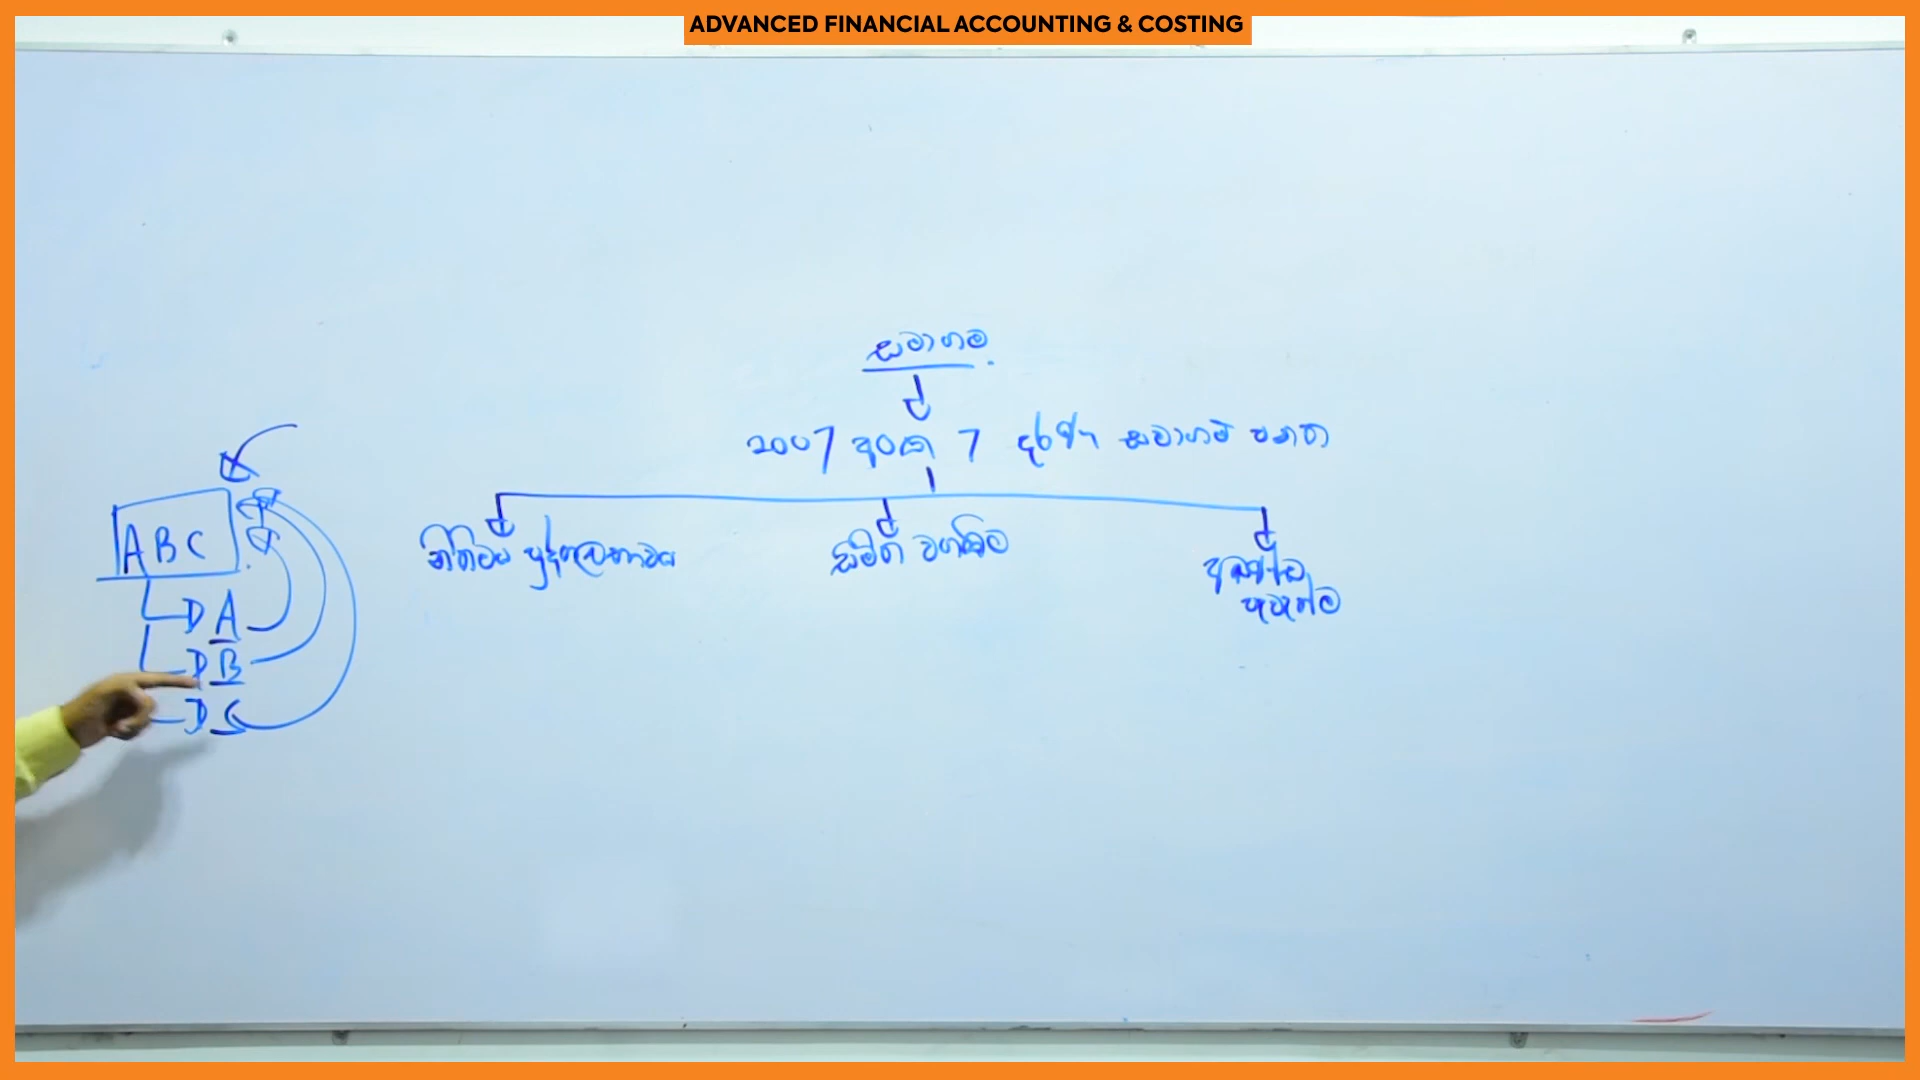 ADVANCED FINANCIAL ACCOUNTING & COSTING
සමාගම
2007 අංක 7 දරණ සමාගම් පනත
නීතිමය පුද්ගලභාවය
සීමිත වගකීම
අඛණ්ඩ
පැවැත්ම
ABC
A
B
C